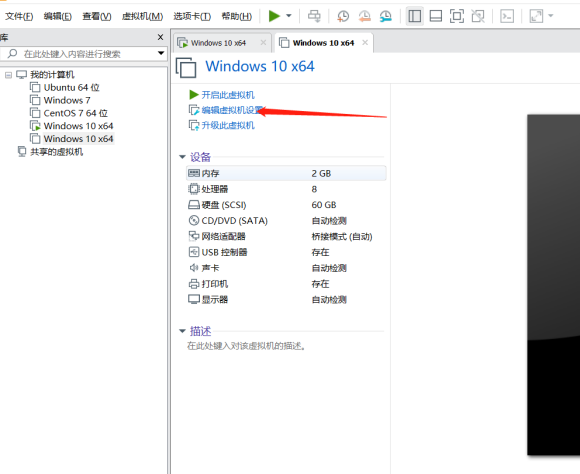 文件(F) 编辑(E) 查看(V) 虚拟机(M) 选项卡(T) 帮助(H)
库 X
在此处键入内容进行搜索
我的计算机
Ubuntu 64 位
Windows 7
CentOS 7 64 位
Windows 10 x64
Windows 10 x64
共享的虚拟机
Windows 10 x64 × Windows 10 x64 ×
Windows 10 x64
开启此虚拟机
编辑虚拟机设置
升级此虚拟机
设备
内存 2 GB
处理器 8
硬盘 (SCSI) 60 GB
CD/DVD (SATA) 自动检测
网络适配器 桥接模式 (自动)
USB 控制器 存在
声卡 自动检测
打印机 存在
显示器 自动检测
描述
在此处键入对该虚拟机的描述。